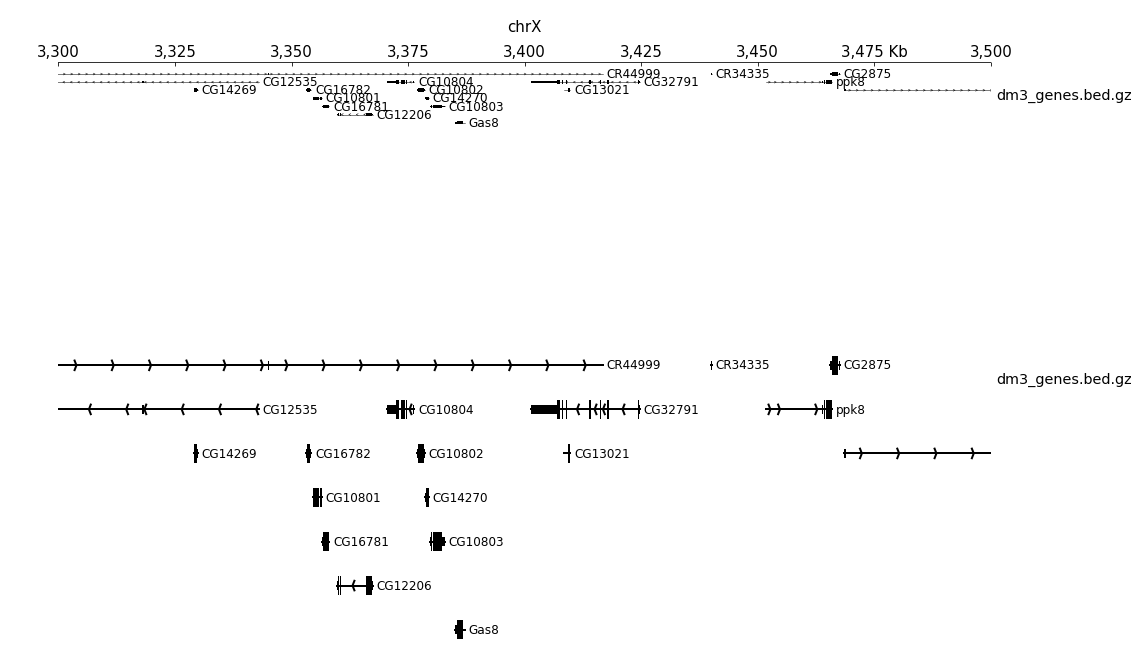 chrX
3,300 3,325 3,350 3,375 3,400 3,425 3,450 3,475 Kb 3,500
CR44999 CR34335 CG2875
CG12535 CG10804 CG32791 ppk8
CG14269 CG16782 CG10802 CG13021
dm3_genes.bed.gz
CG10801 CG14270
CG16781 CG10803
CG12206
Gas8
CR44999 CR34335 CG2875
dm3_genes.bed.gz
CG12535 CG10804 CG32791 ppk8
CG14269 CG16782 CG10802 CG13021
CG10801 CG14270
CG16781 CG10803
CG12206
Gas8